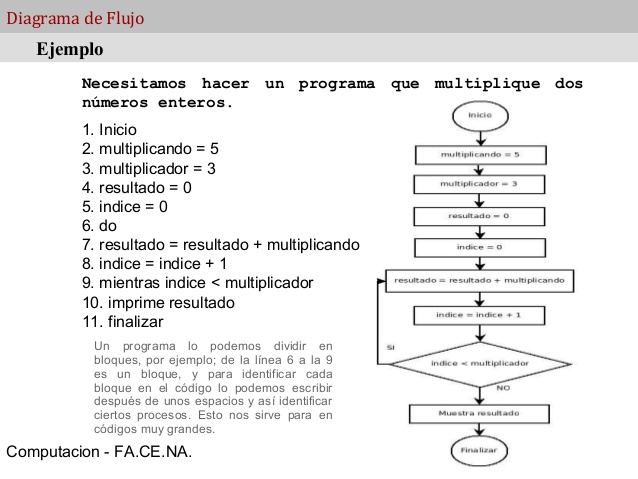 Diagrama de Flujo
Ejemplo
Necesitamos hacer un programa que multiplique dos
números enteros.
1. Inicio
2. multiplicando = 5
3. multiplicador = 3
4. resultado = 0
5. indice = 0
6. do
7. resultado = resultado + multiplicando
8. indice = indice + 1
9. mientras indice < multiplicador
10. imprime resultado
11. finalizar
Un programa lo podemos dividir en
bloques, por ejemplo; de la línea 6 a la 9
es un bloque, y para identificar cada
bloque en el código lo podemos escribir
después de unos espacios y así identificar
ciertos procesos. Esto nos sirve para en
códigos muy grandes.
Computacion - FA.CE.NA.
Inicio
multiplicando = 5
multiplicador = 3
resultado = 0
indice = 0
resultado = resultado + multiplicando
indice = indice + 1
SI
indice < multiplicador
NO
Muestra resultado
Finalizar